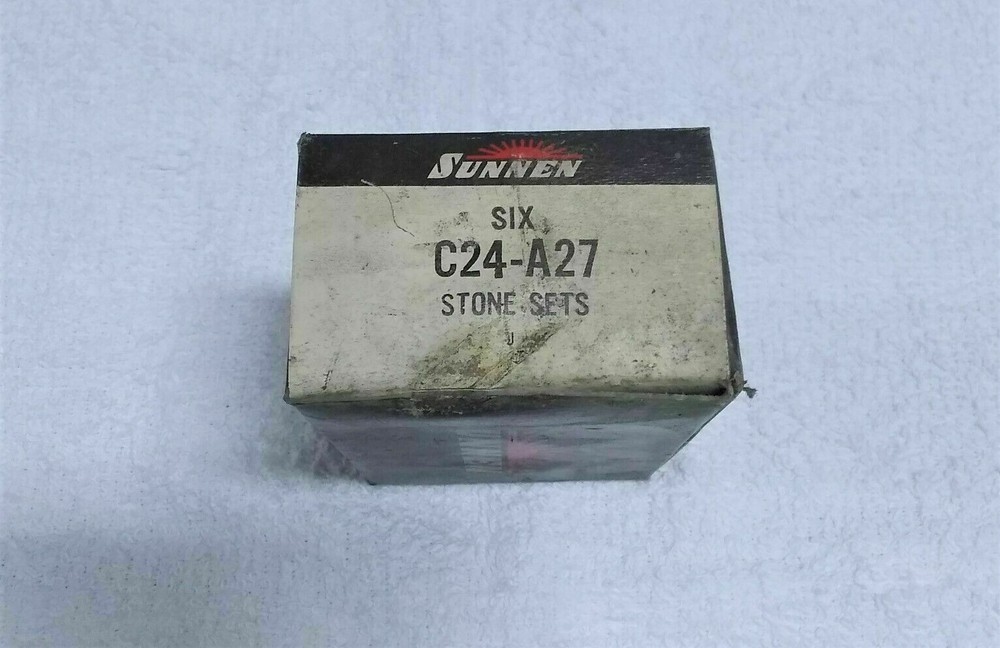 SUNNEN
SIX
C24-A27
STONE SETS
J